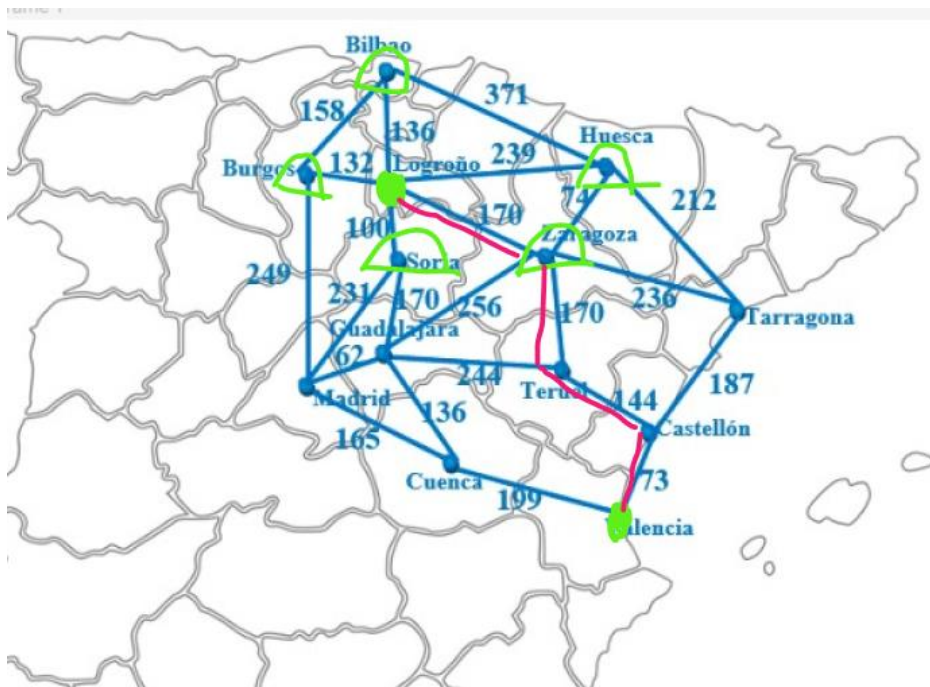 Bilbao
371
158
136
Huesca
239
Burgos
132
Logroño
74
212
170
100
Zaragoza
Soria
249
231
170
256
236
170
Tarragona
Guadalajara
62
244
Teruel
187
Madrid
144
136
Castellón
165
Cuenca
73
199
Valencia